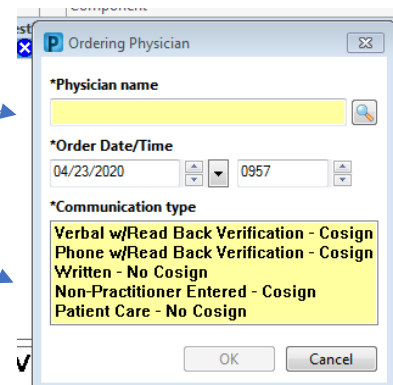 Component
est
P Ordering Physician
*Physician name
*Order Date/Time
04/23/2020 0957
*Communication type
Verbal w/Read Back Verification - Cosign
Phone w/Read Back Verification - Cosign
Written - No Cosign
Non-Practitioner Entered - Cosign
Patient Care - No Cosign
OK Cancel